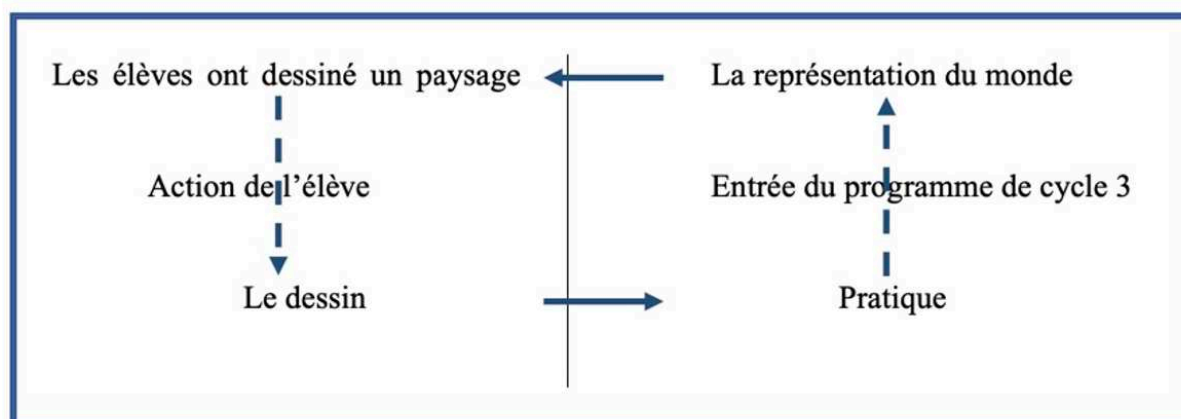 Les élèves ont dessiné un paysage
La représentation du monde
Action de l'élève
Entrée du programme de cycle 3
Le dessin
Pratique